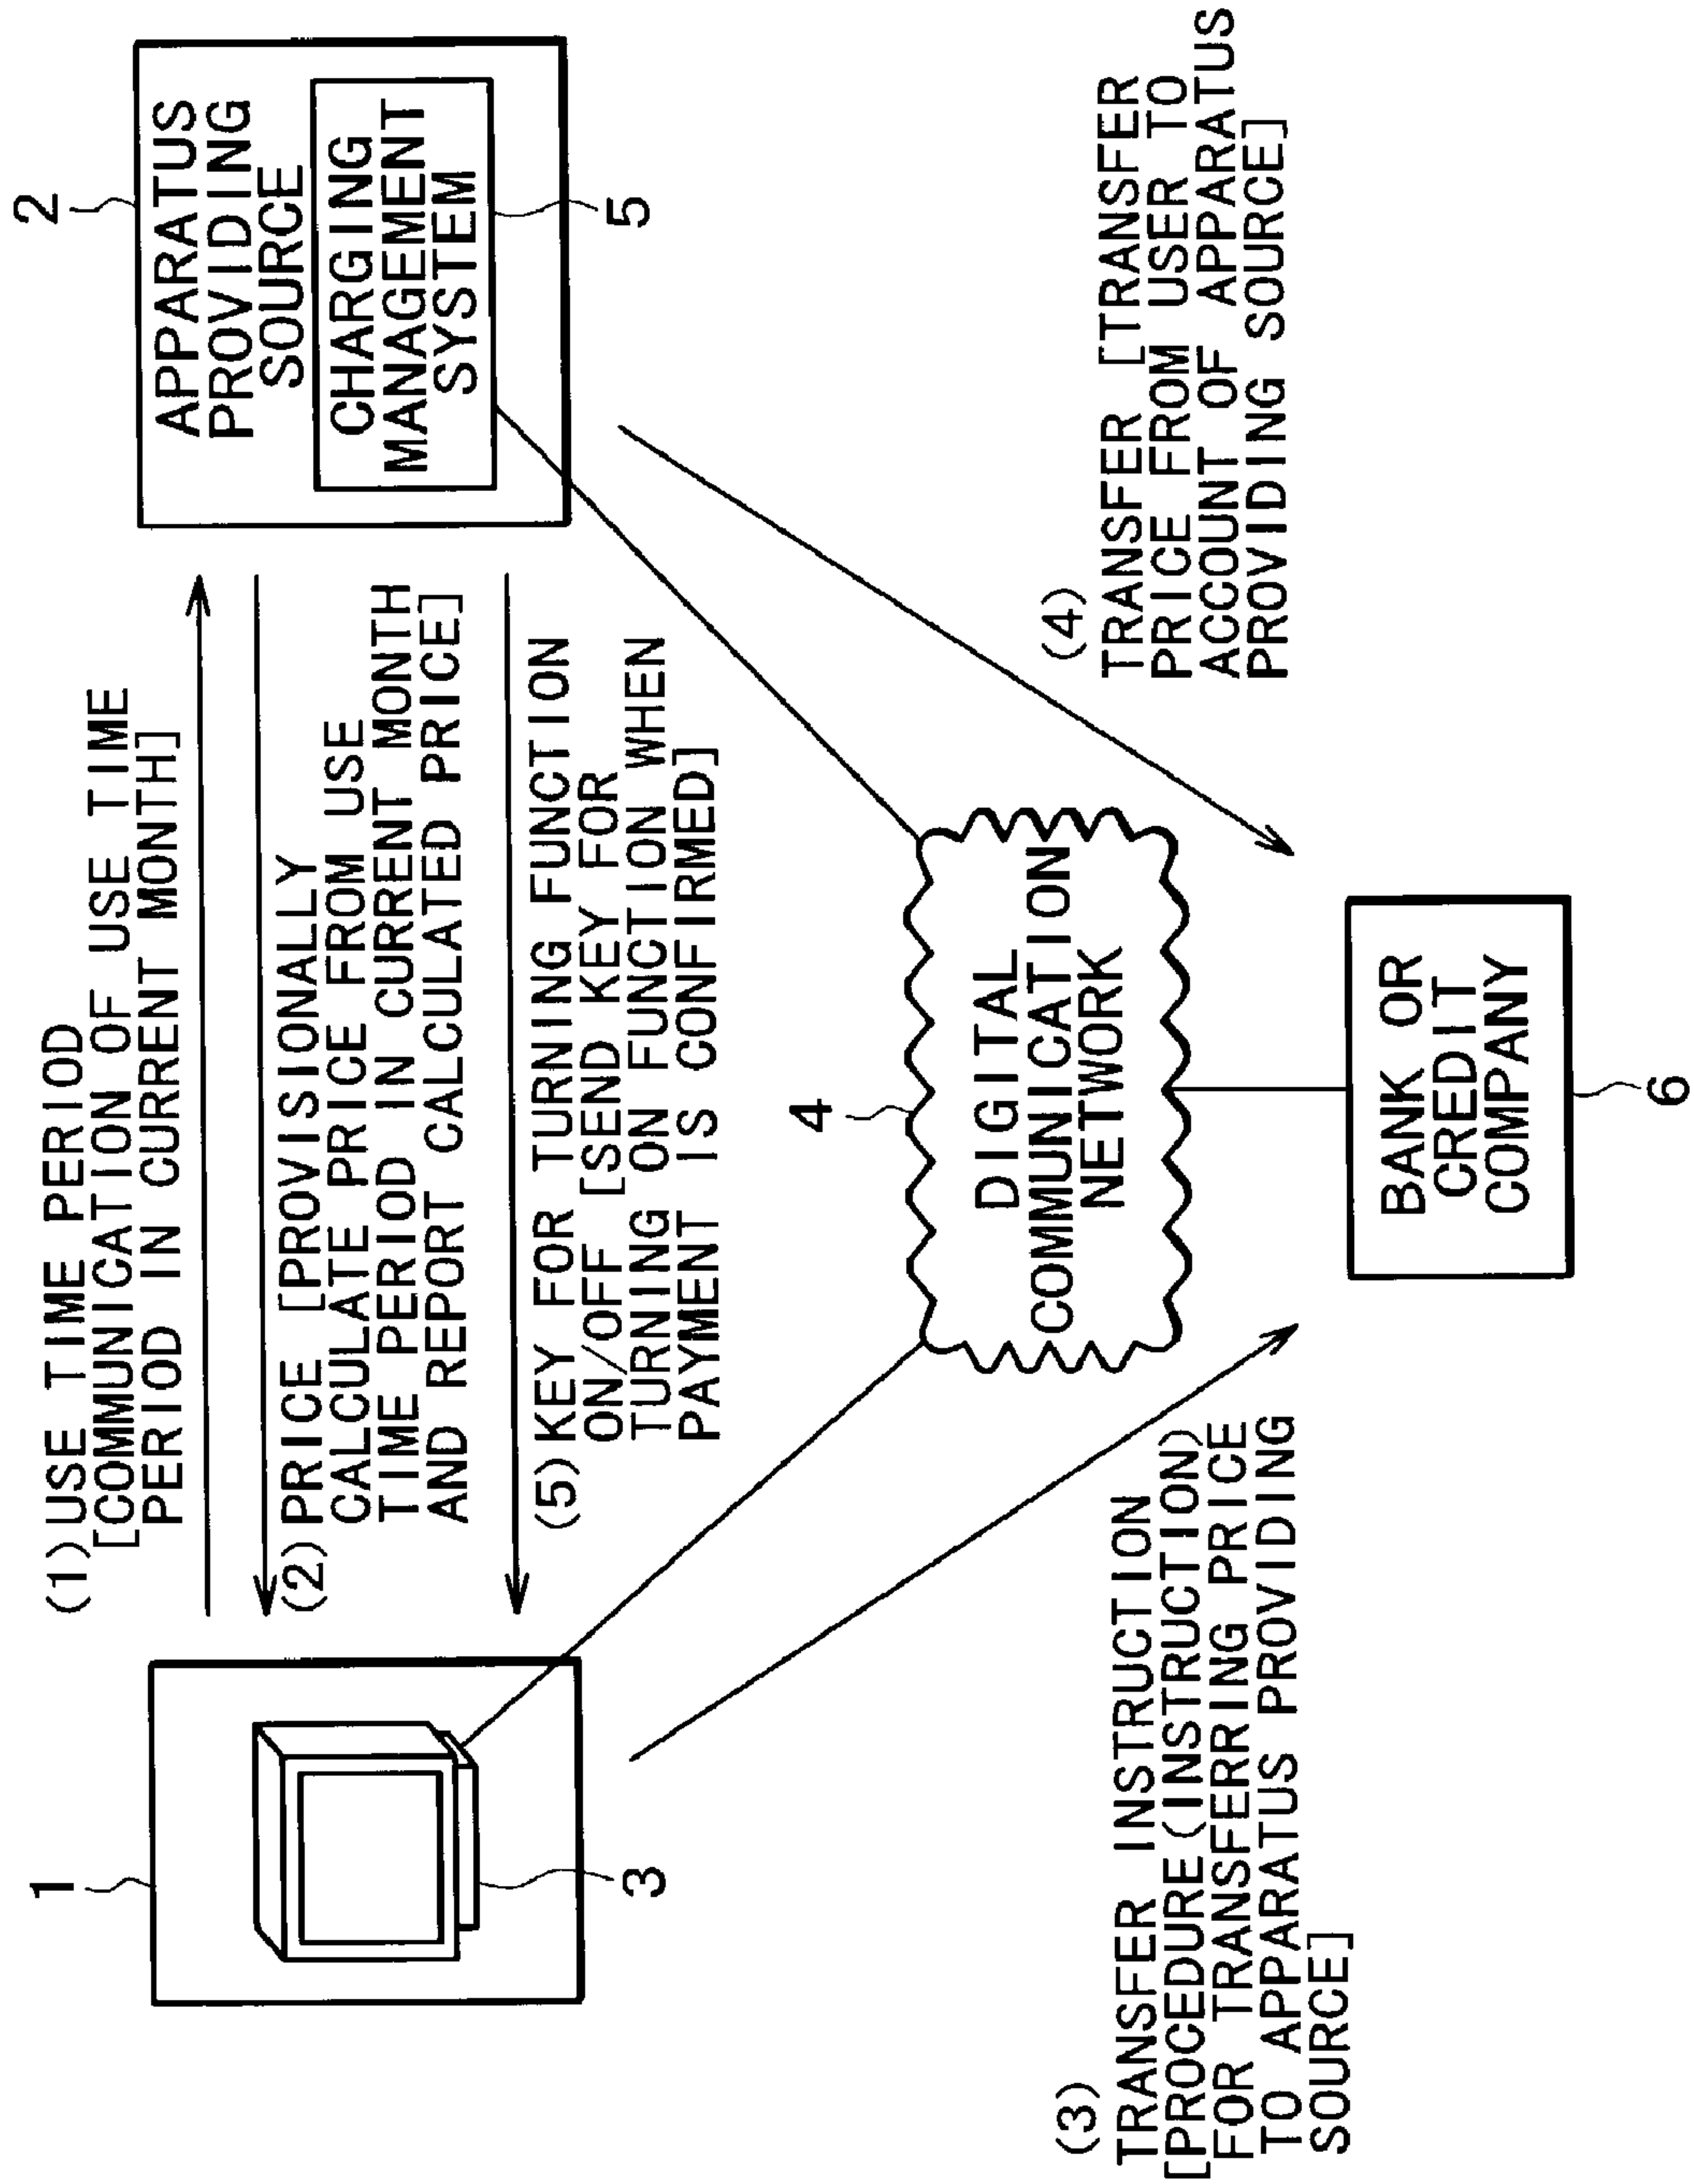 1
3
(1)USE TIME PERIOD
[COMMUNICATION OF USE TIME
PERIOD IN CURRENT MONTH]
(2)PRICE [PROVISIONALLY
CALCULATE PRICE FROM USE
TIME PERIOD IN CURRENT MONTH
AND REPORT CALCULATED PRICE]
(5)KEY FOR TURNING FUNCTION
ON/OFF [SEND KEY FOR
TURNING ON FUNCTION WHEN
PAYMENT IS CONFIRMED]
2
APPARATUS
PROVIDING
SOURCE
CHARGING
MANAGEMENT
SYSTEM
5
4
DIGITAL
COMMUNICATION
NETWORK
(3)
TRANSFER INSTRUCTION
[PROCEDURE(INSTRUCTION)
FOR TRANSFERRING PRICE
TO APPARATUS PROVIDING
SOURCE]
(4)
TRANSFER [TRANSFER
PRICE FROM USER TO
ACCOUNT OF APPARATUS
PROVIDING SOURCE]
BANK OR
CREDIT
COMPANY
6